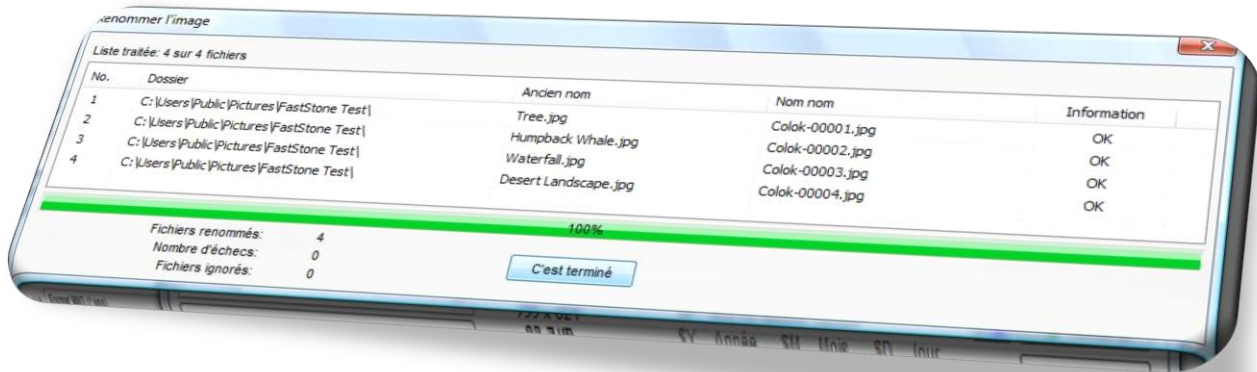 Renommer l'image
Liste traitée: 4 sur 4 fichiers
No. Dossier Ancien nom Nom nom Information
1 C:\Users\Public\Pictures\FastStone Test\ Tree.jpg Colok-00001.jpg OK
2 C:\Users\Public\Pictures\FastStone Test\ Humpback Whale.jpg Colok-00002.jpg OK
3 C:\Users\Public\Pictures\FastStone Test\ Waterfall.jpg Colok-00003.jpg OK
4 C:\Users\Public\Pictures\FastStone Test\ Desert Landscape.jpg Colok-00004.jpg OK
100%
Fichiers renommés: 4
Nombre d'échecs: 0
Fichiers ignorés: 0
C'est terminé
Année Mois Jour